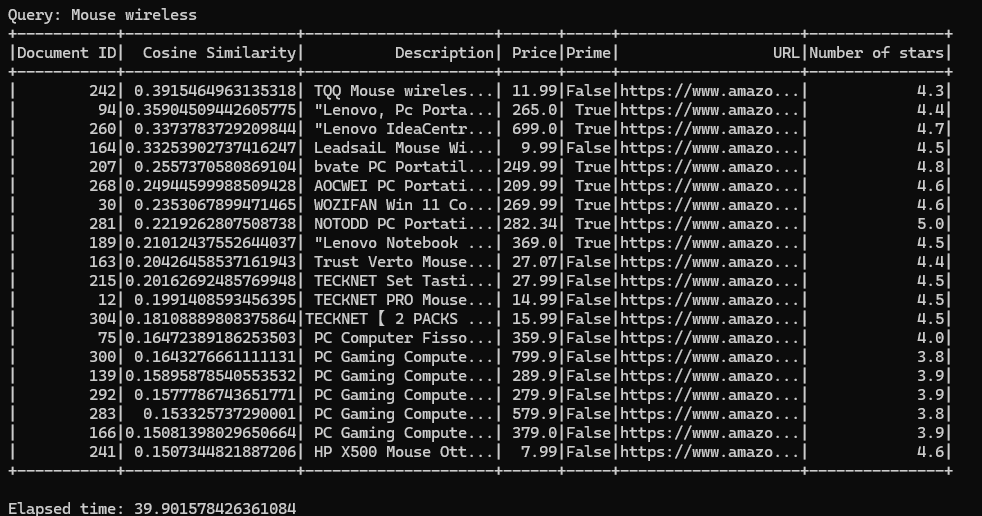 Query: Mouse wireless
+-----------+-------------------+--------------------+------+-----+--------------------+---------------+
|Document ID|  Cosine Similarity|         Description| Price|Prime|                 URL|Number of stars|
+-----------+-------------------+--------------------+------+-----+--------------------+---------------+
|        242| 0.3915464963135318| TQQ Mouse wireles...| 11.99|False|https://www.amazo...|            4.3|
|         94|0.35904509442605775| "Lenovo, Pc Porta...| 265.0| True|https://www.amazo...|            4.4|
|        260| 0.3373783729209844| "Lenovo IdeaCentr...| 699.0| True|https://www.amazo...|            4.7|
|        164|0.33253902737416247| LeadsaiL Mouse Wi...|  9.99|False|https://www.amazo...|            4.5|
|        207| 0.2557370580869104| bvate PC Portatil...|249.99| True|https://www.amazo...|            4.8|
|        268|0.24944599988509428| AOCWEI PC Portati...|209.99| True|https://www.amazo...|            4.6|
|         30| 0.2353067899471465| WOZIFAN Win 11 Co...|269.99| True|https://www.amazo...|            4.6|
|        281| 0.2219262807508738| NOTODD PC Portati...|282.34| True|https://www.amazo...|            5.0|
|        189|0.21012437552644037| "Lenovo Notebook ...| 369.0| True|https://www.amazo...|            4.5|
|        163|0.20426458537161943| Trust Verto Mouse...| 27.07|False|https://www.amazo...|            4.4|
|        215|0.20162692485769948| TECKNET Set Tasti...| 27.99|False|https://www.amazo...|            4.5|
|         12| 0.1991408593456395| TECKNET PRO Mouse...| 14.99|False|https://www.amazo...|            4.5|
|        304|0.18108889808375864|TECKNET【 2 PACKS ...| 15.99|False|https://www.amazo...|            4.5|
|         75|0.16472389186253503| PC Computer Fisso...| 359.9|False|https://www.amazo...|            4.0|
|        300| 0.1643276661111131| PC Gaming Compute...| 799.9|False|https://www.amazo...|            3.8|
|        139|0.15895878540553532| PC Gaming Compute...| 289.9|False|https://www.amazo...|            3.9|
|        292| 0.1577786743651771| PC Gaming Compute...| 279.9|False|https://www.amazo...|            3.9|
|        283|  0.153325737290001| PC Gaming Compute...| 579.9|False|https://www.amazo...|            3.8|
|        166|0.15081398029650664| PC Gaming Compute...| 379.0|False|https://www.amazo...|            3.9|
|        241| 0.1507344821887206| HP X500 Mouse Ott...|  7.99|False|https://www.amazo...|            4.6|
+-----------+-------------------+--------------------+------+-----+--------------------+---------------+
Elapsed time: 39.901578426361084